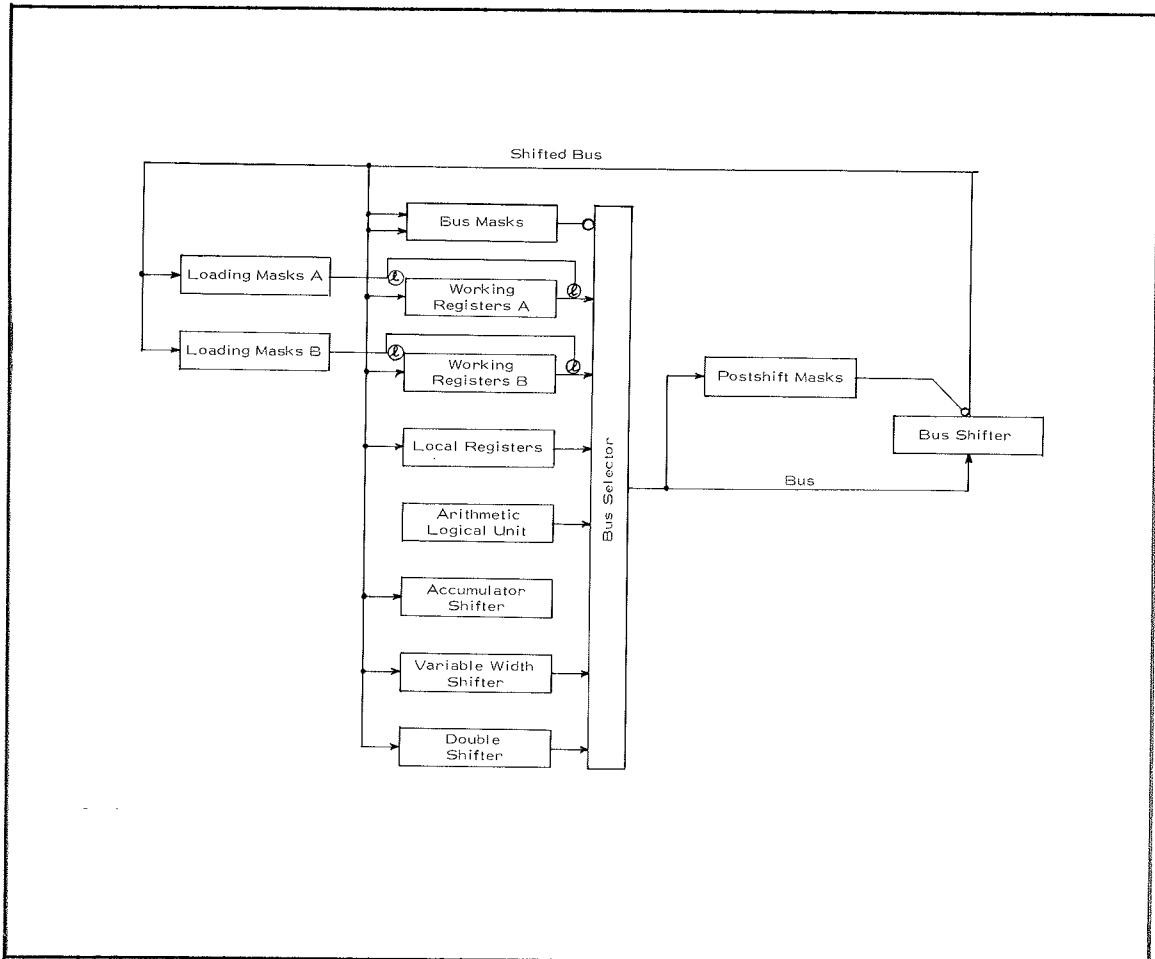 Shifted Bus
Bus Masks
Loading Masks A
ℓ
ℓ
Working
Registers A
Loading Masks B
ℓ
ℓ
Working
Registers B
Local Registers
Arithmetic
Logical Unit
Accumulator
Shifter
Variable Width
Shifter
Double
Shifter
Bus Selector
Postshift Masks
Bus Shifter
Bus